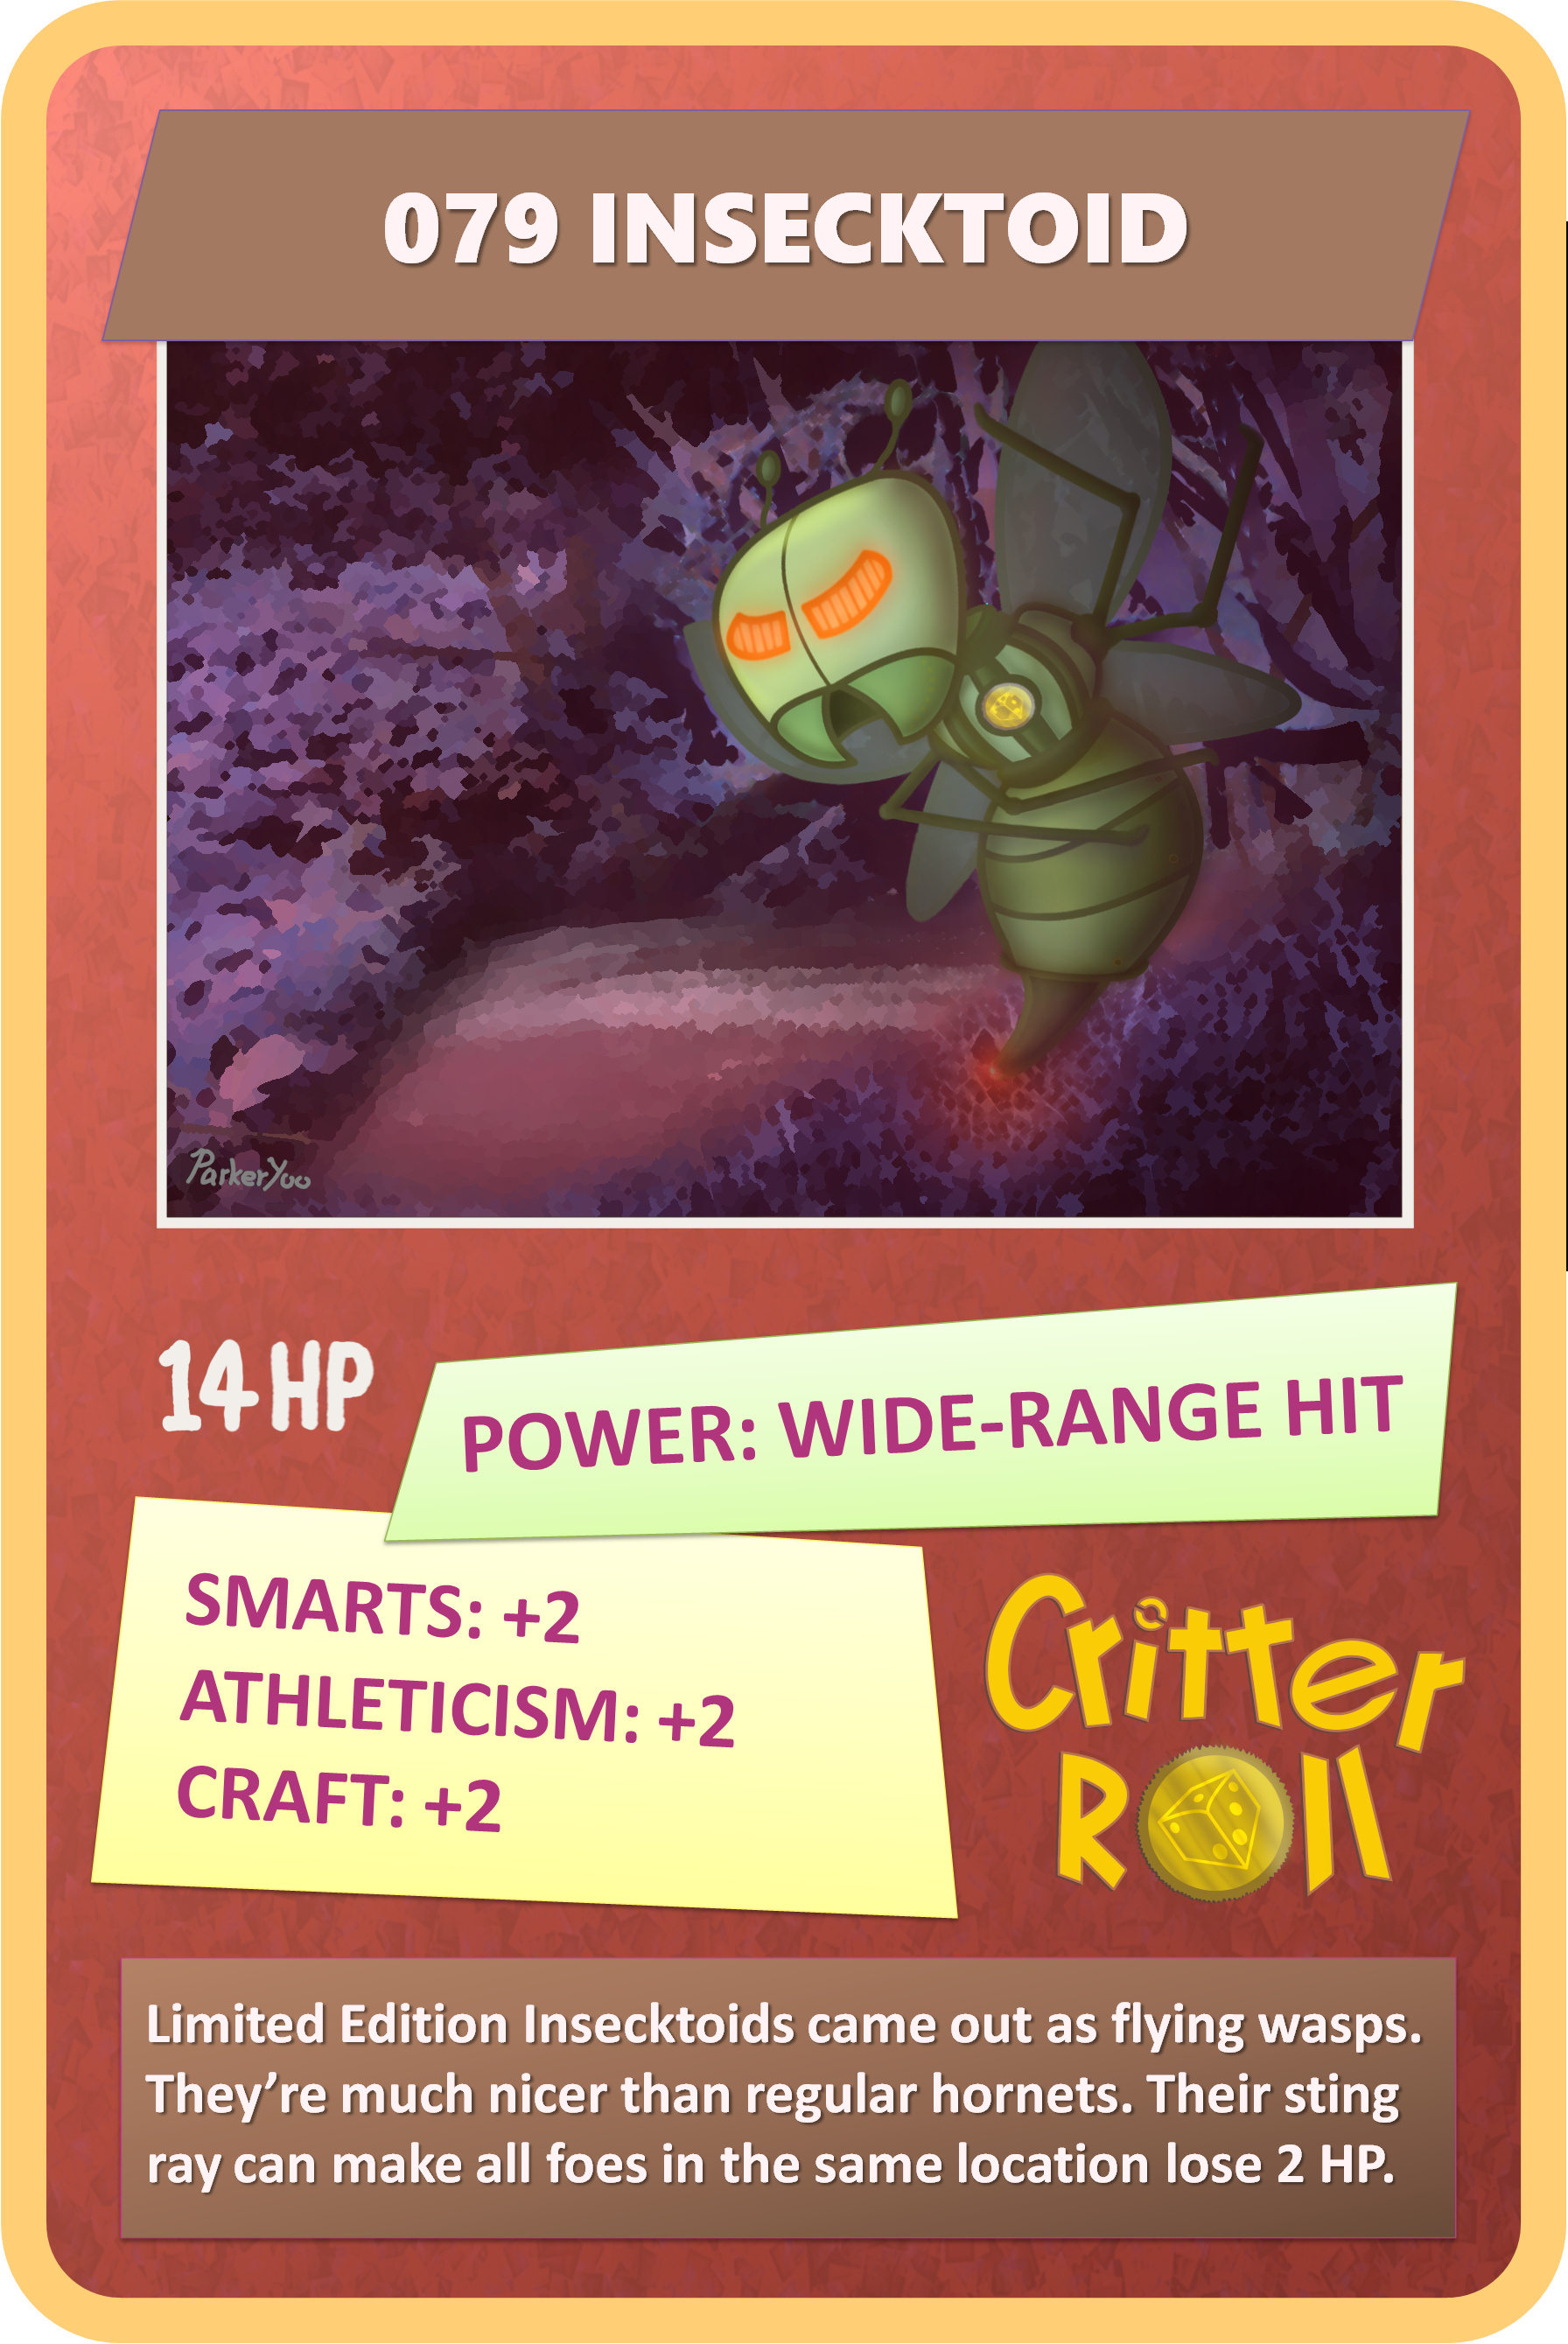 079 INSECKTOID
ParkerYoo
14 HP
POWER: WIDE-RANGE HIT
SMARTS: +2
ATHLETICISM: +2
CRAFT: +2
Critter
Roll
Limited Edition Insecktoids came out as flying wasps.
They’re much nicer than regular hornets. Their sting
ray can make all foes in the same location lose 2 HP.